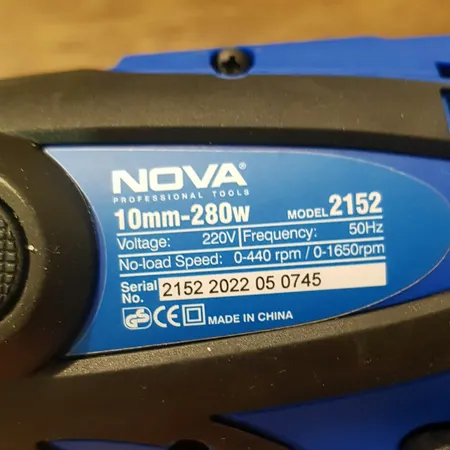 NOVA®
PROFESSIONAL TOOLS
10mm-280w MODEL 2152
Voltage: 220V Frequency: 50Hz
No-load Speed: 0-440 rpm / 0-1650rpm
Serial No. 2152 2022 05 0745
GS CE MADE IN CHINA